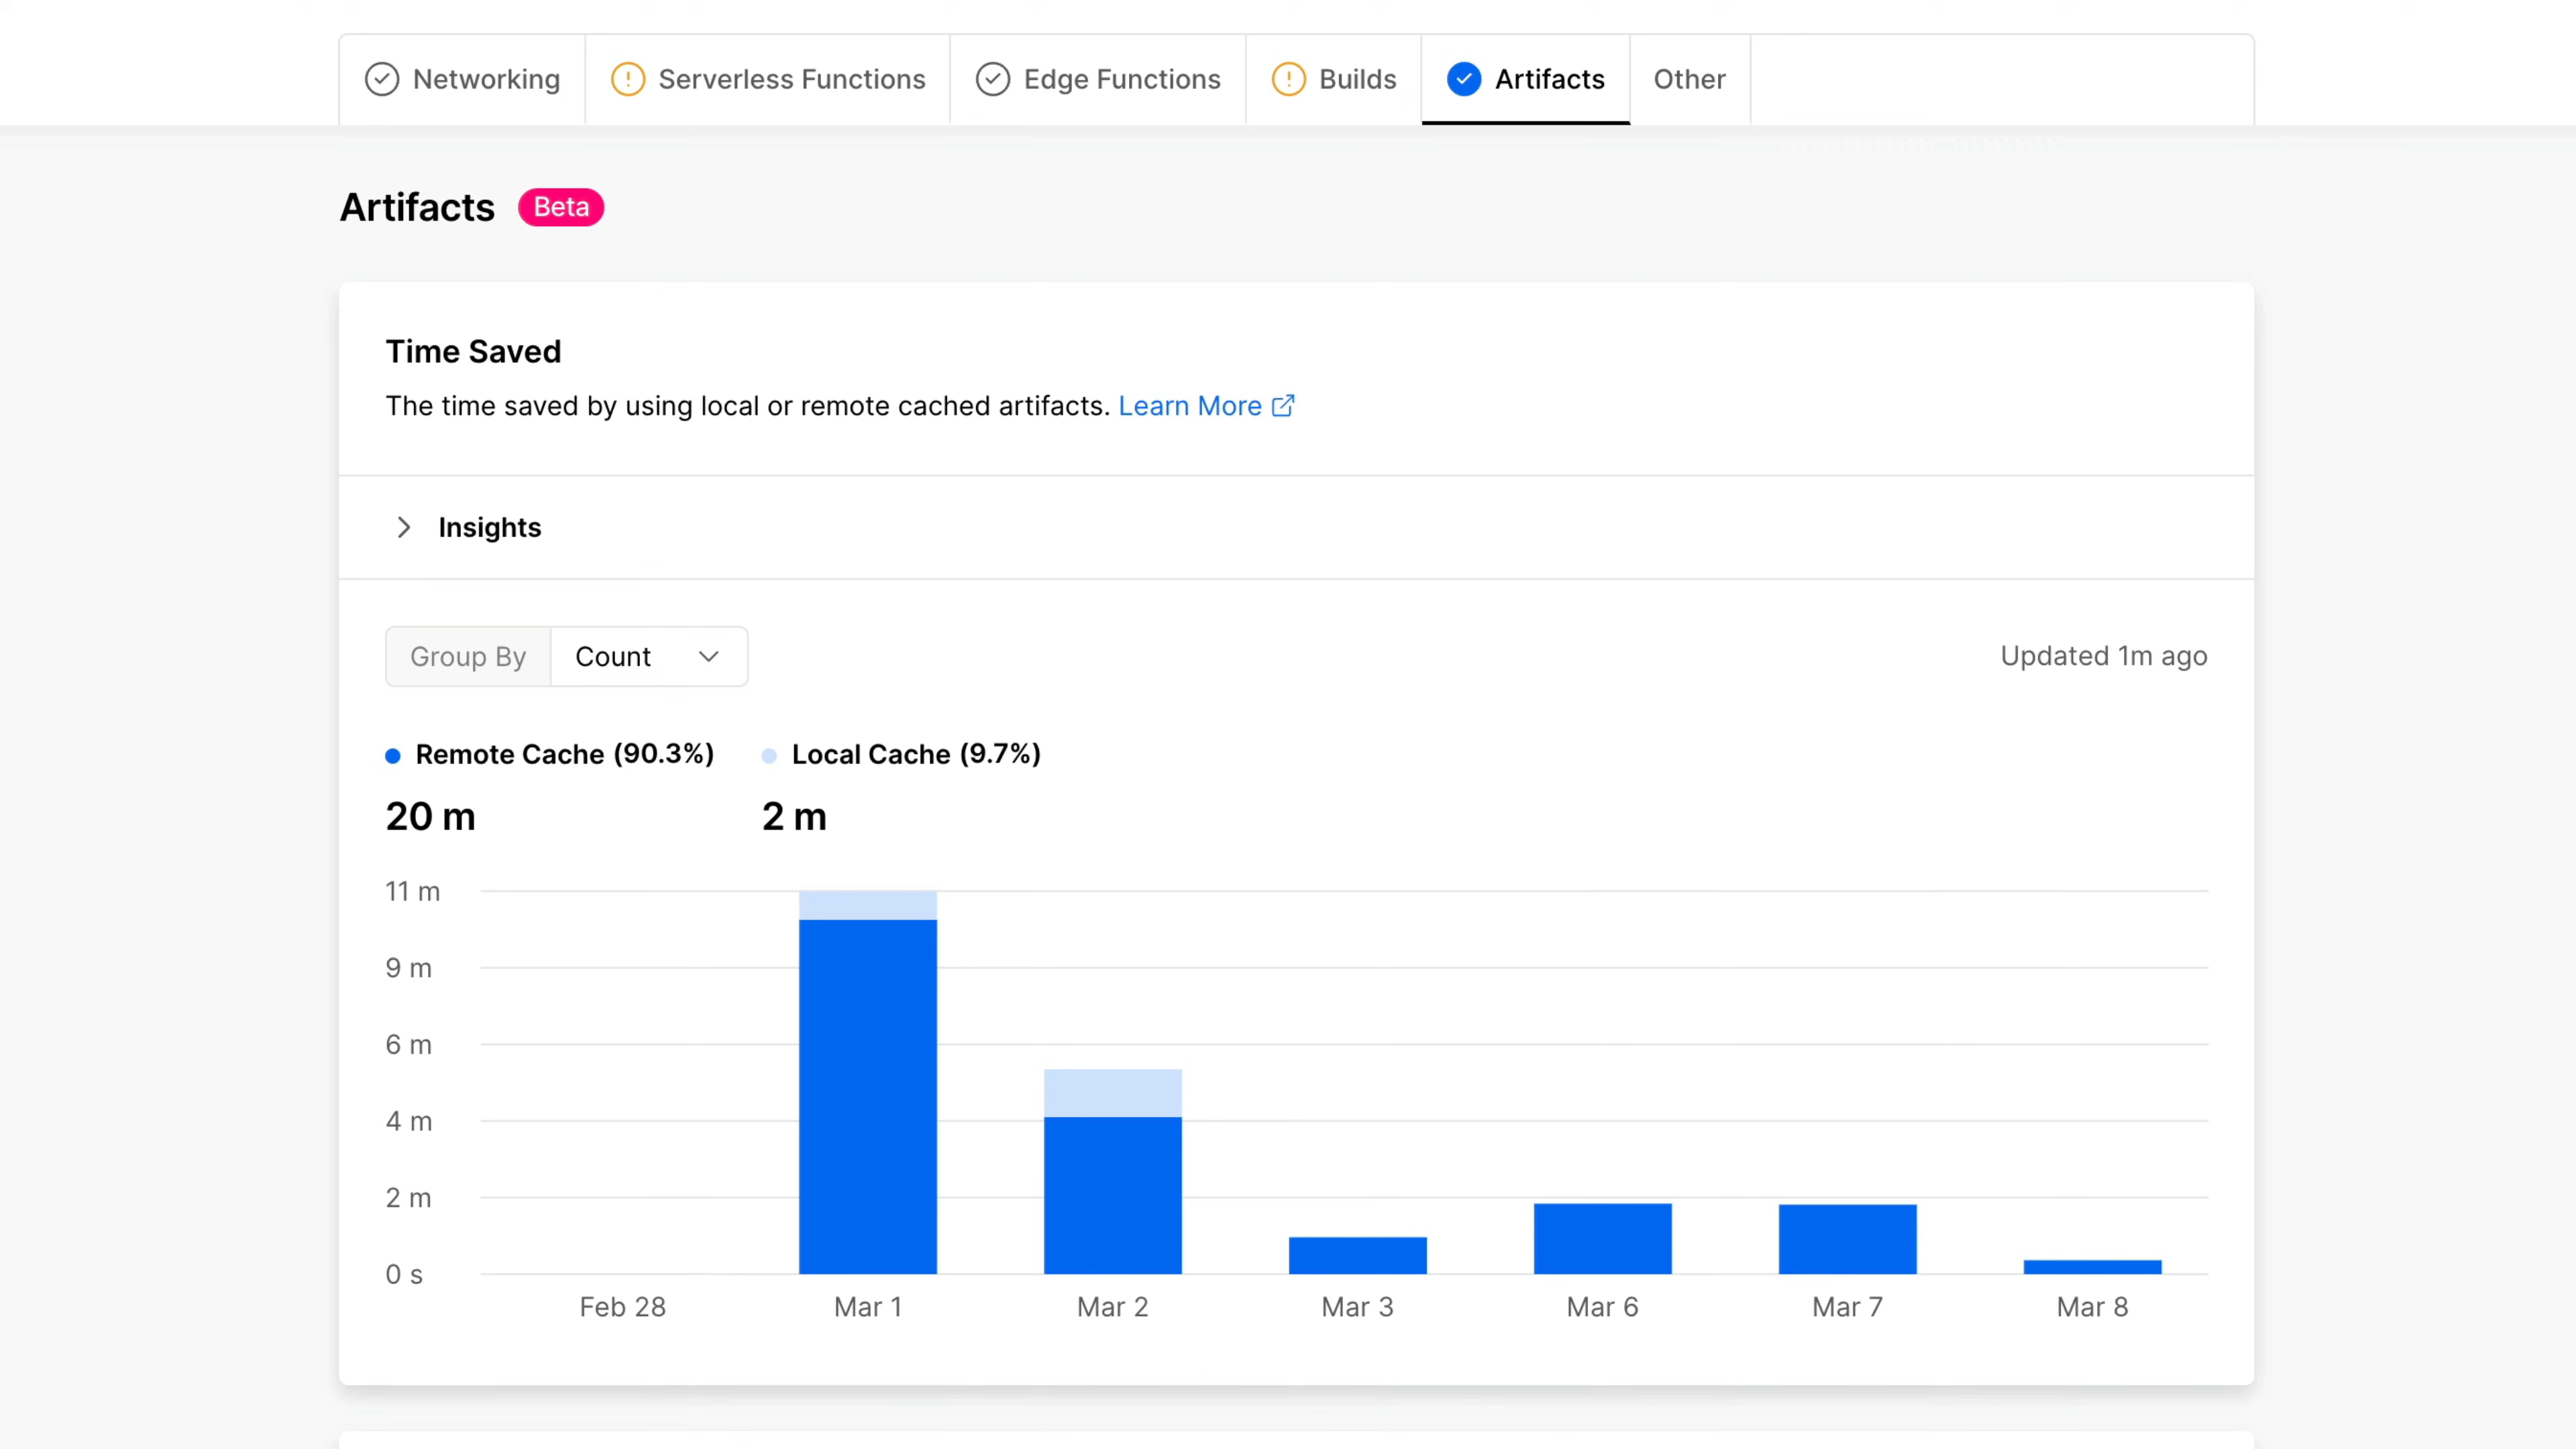 Networking Serverless Functions Edge Functions Builds Artifacts Other
Artifacts Beta
Time Saved
The time saved by using local or remote cached artifacts. Learn More
Insights
Group By Count Updated 1m ago
Remote Cache (90.3%) Local Cache (9.7%)
20 m 2 m
11 m
9 m
6 m
4 m
2 m
0 s
Feb 28 Mar 1 Mar 2 Mar 3 Mar 6 Mar 7 Mar 8